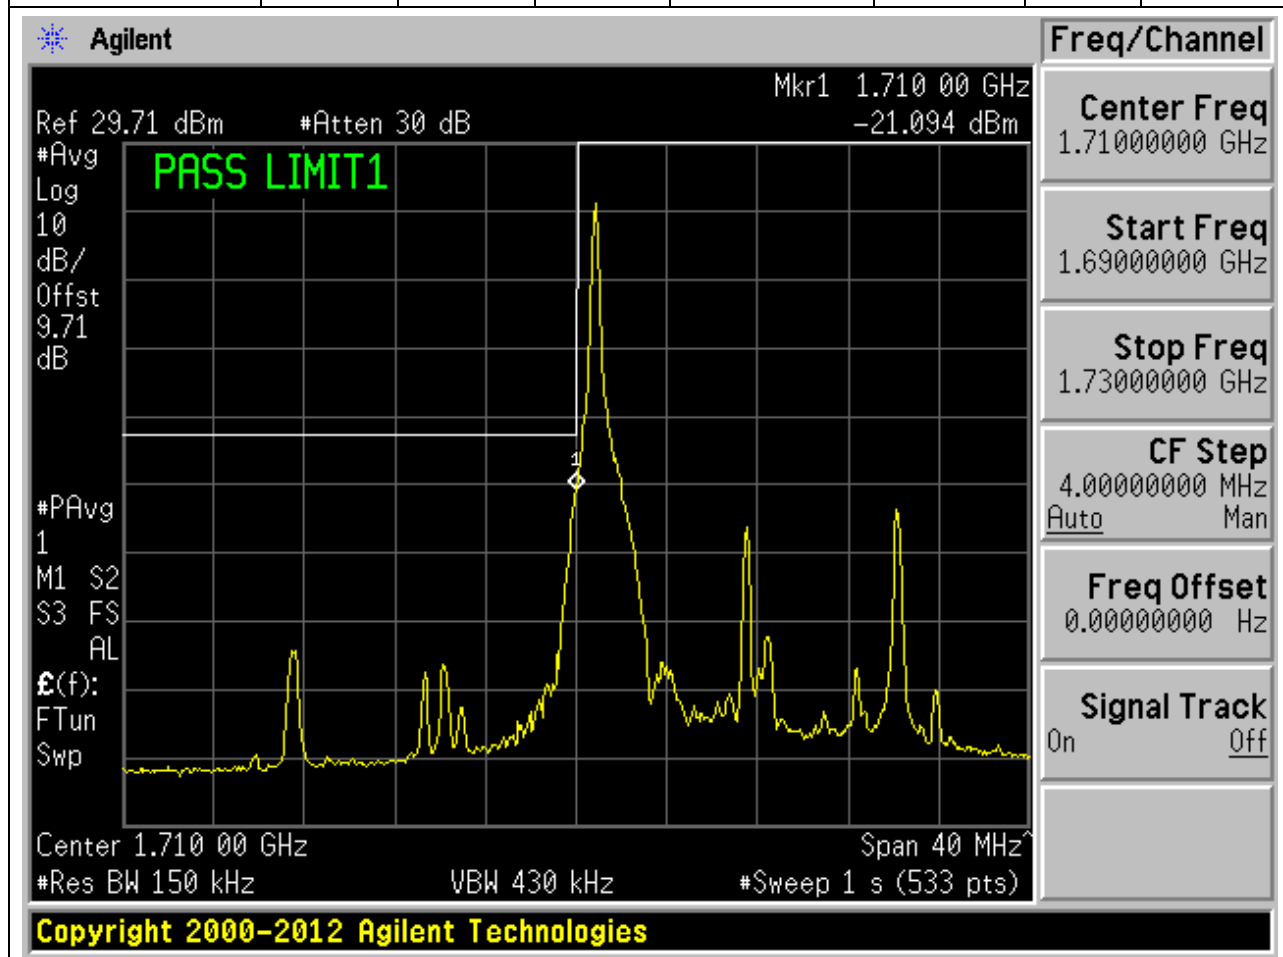 Agilent
Freq/Channel
Mkr1 1.710 00 GHz
Ref 29.71 dBm #Atten 30 dB -21.094 dBm
#Avg
Log
10
dB/
Offst
9.71
dB
PASS LIMIT1
1
#PAvg
1
M1 S2
S3 FS
AL
£(f):
FTun
Swp
Center 1.710 00 GHz Span 40 MHz^
#Res BW 150 kHz VBW 430 kHz #Sweep 1 s (533 pts)
Copyright 2000-2012 Agilent Technologies
Center Freq
1.71000000 GHz
Start Freq
1.69000000 GHz
Stop Freq
1.73000000 GHz
CF Step
4.00000000 MHz
Auto Man
Freq Offset
0.00000000 Hz
Signal Track
On Off